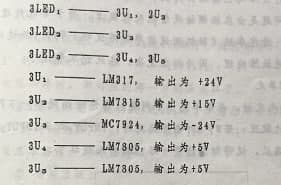 3LED₁ —— 3U₁, 3U₂
3LED₂ —— 3U₃
3LED₃ —— 3U₄, 3U₅
3U₁ —— LM317, 输出为 +24V
3U₂ —— LM7815 输出为+15V
3U₃ —— MC7924, 输出为-24V
3U₄ —— LM7805, 输出为+5V
3U₅ —— LM7805, 输出为+5V